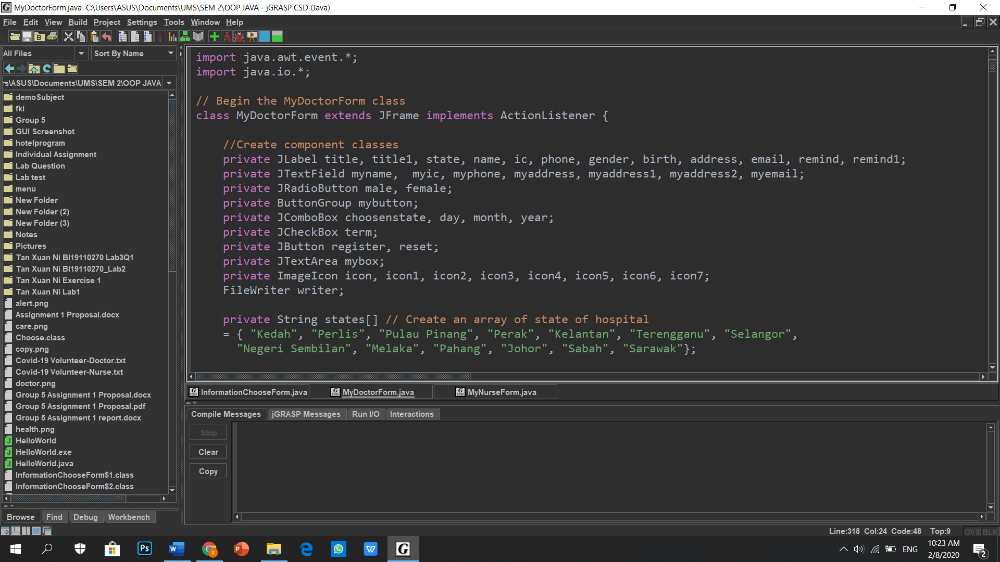 MyDoctorForm.java  C:\Users\ASUS\Documents\UMS\SEM 2\OOP JAVA - jGRASP CSD (Java)
File Edit View Build Project Settings Tools Window Help
All Files
Sort By Name
rs\ASUS\Documents\UMS\SEM 2\OOP JAVA
demoSubject
fki
Group 5
GUI Screenshot
hotelprogram
Individual Assignment
Lab Question
Lab test
menu
New Folder
New Folder (2)
New Folder (3)
Notes
Pictures
Tan Xuan Ni BI19110270 Lab3Q1
Tan Xuan Ni BI19110270_Lab2
Tan Xuan Ni Exercise 1
Tan Xuan Ni Lab1
alert.png
Assignment 1 Proposal.docx
care.png
Choose.class
copy.png
Covid-19 Volunteer-Doctor.txt
Covid-19 Volunteer-Nurse.txt
doctor.png
Group 5 Assignment 1 Proposal.docx
Group 5 Assignment 1 Proposal.pdf
Group 5 Assignment 1 report.docx
health.png
HelloWorld
HelloWorld.exe
HelloWorld.java
InformationChooseForm$1.class
InformationChooseForm$2.class
Browse Find Debug Workbench
import java.awt.event.*;
import java.io.*;
// Begin the MyDoctorForm class
class MyDoctorForm extends JFrame implements ActionListener {
//Create component classes
private JLabel title, title1, state, name, ic, phone, gender, birth, address, email, remind, remind1;
private JTextField myname,  myic, myphone, myaddress, myaddress1, myaddress2, myemail;
private JRadioButton male, female;
private ButtonGroup mybutton;
private JComboBox choosenstate, day, month, year;
private JCheckBox term;
private JButton register, reset;
private JTextArea mybox;
private ImageIcon icon, icon1, icon2, icon3, icon4, icon5, icon6, icon7;
FileWriter writer;
private String states[] // Create an array of state of hospital
= { "Kedah", "Perlis", "Pulau Pinang", "Perak", "Kelantan", "Terengganu", "Selangor",
"Negeri Sembilan", "Melaka", "Pahang", "Johor", "Sabah", "Sarawak"};
InformationChooseForm.java MyDoctorForm.java MyNurseForm.java
Compile Messages jGRASP Messages Run I/O Interactions
Stop
Clear
Copy
Line:318 Col:24 Code:48 Top:9 OVS BLK
ENG
10:23 AM
2/8/2020
2